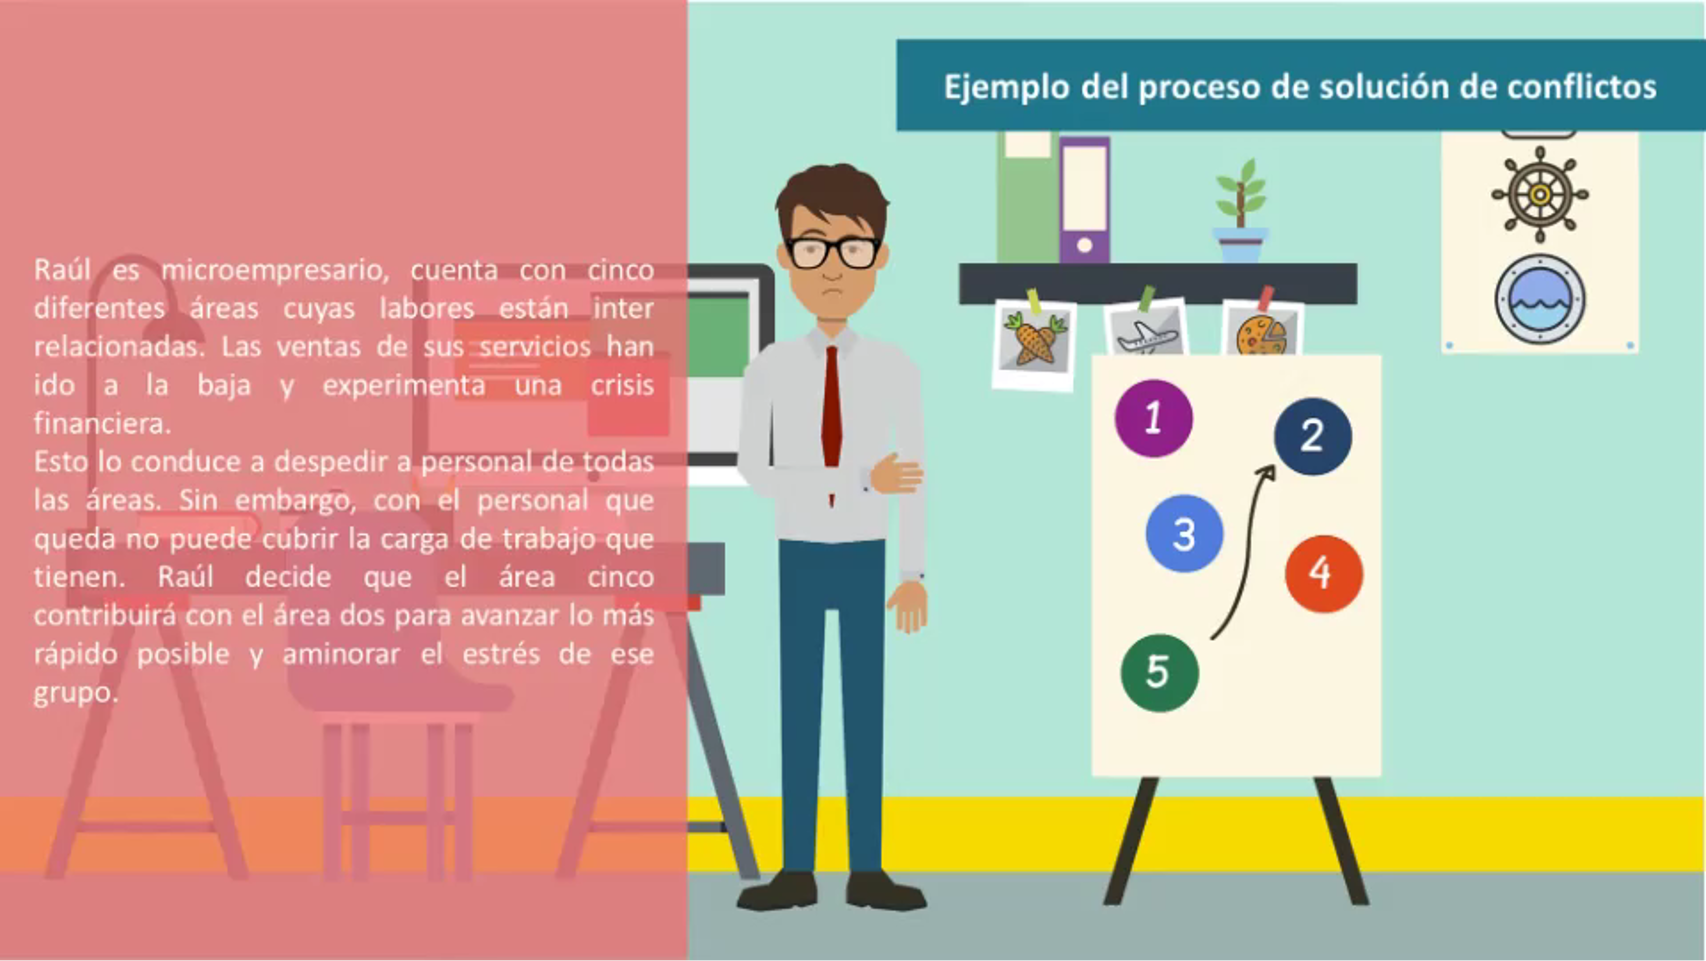 Ejemplo del proceso de solución de conflictos
Raúl es microempresario, cuenta con cinco
diferentes áreas cuyas labores están inter
relacionadas. Las ventas de sus servicios han
ido a la baja y experimenta una crisis
financiera.
Esto lo conduce a despedir a personal de todas
las áreas. Sin embargo, con el personal que
queda no puede cubrir la carga de trabajo que
tienen. Raúl decide que el área cinco
contribuirá con el área dos para avanzar lo más
rápido posible y aminorar el estrés de ese
grupo.
1
2
3
4
5